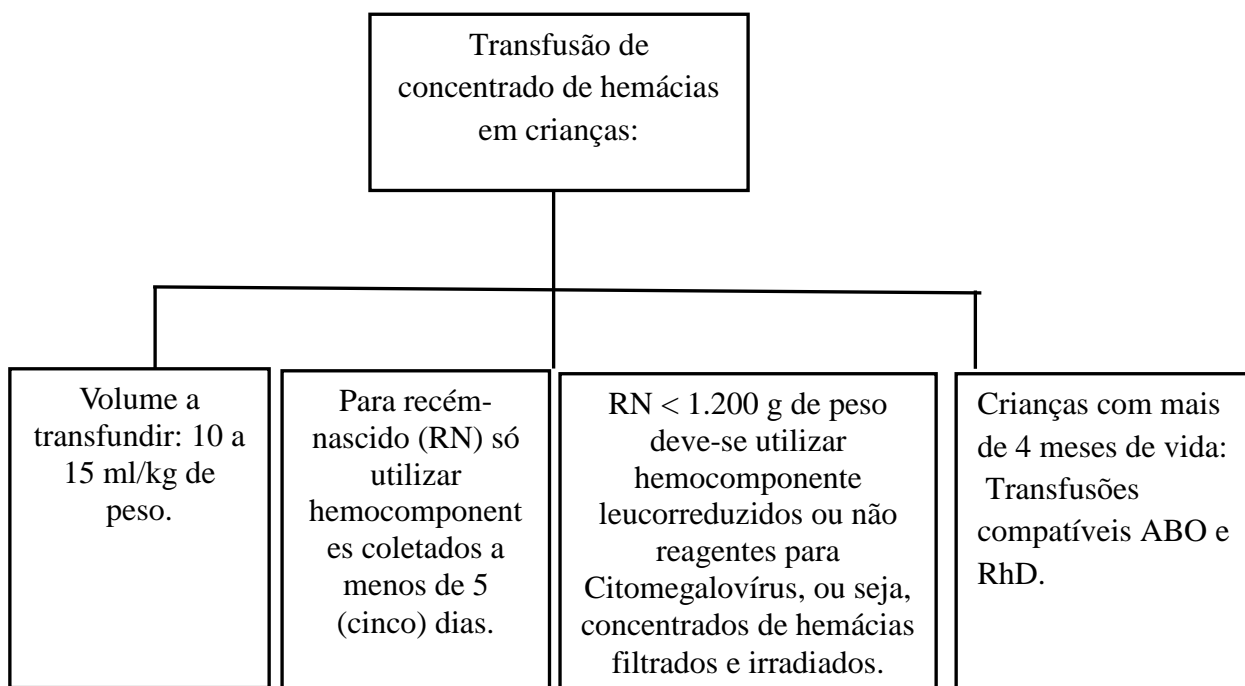 Transfusão de
concentrado de hemácias
em crianças:
Volume a
transfundir: 10 a
15 ml/kg de
peso.
Para recém-
nascido (RN) só
utilizar
hemocomponent
es coletados a
menos de 5
(cinco) dias.
RN < 1.200 g de peso
deve-se utilizar
hemocomponente
leucorreduzidos ou não
reagentes para
Citomegalovírus, ou seja,
concentrados de hemácias
filtrados e irradiados.
Crianças com mais
de 4 meses de vida:
Transfusões
compatíveis ABO e
RhD.